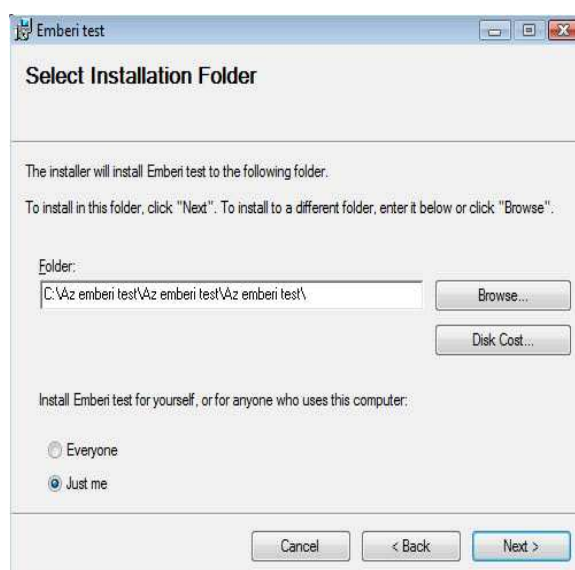 Emberi test
Select Installation Folder
The installer will install Emberi test to the following folder.
To install in this folder, click "Next". To install to a different folder, enter it below or click "Browse".
Folder:
C:\Az emberi test\Az emberi test\Az emberi test\
Browse...
Disk Cost...
Install Emberi test for yourself, or for anyone who uses this computer:
Everyone
Just me
Cancel
< Back
Next >